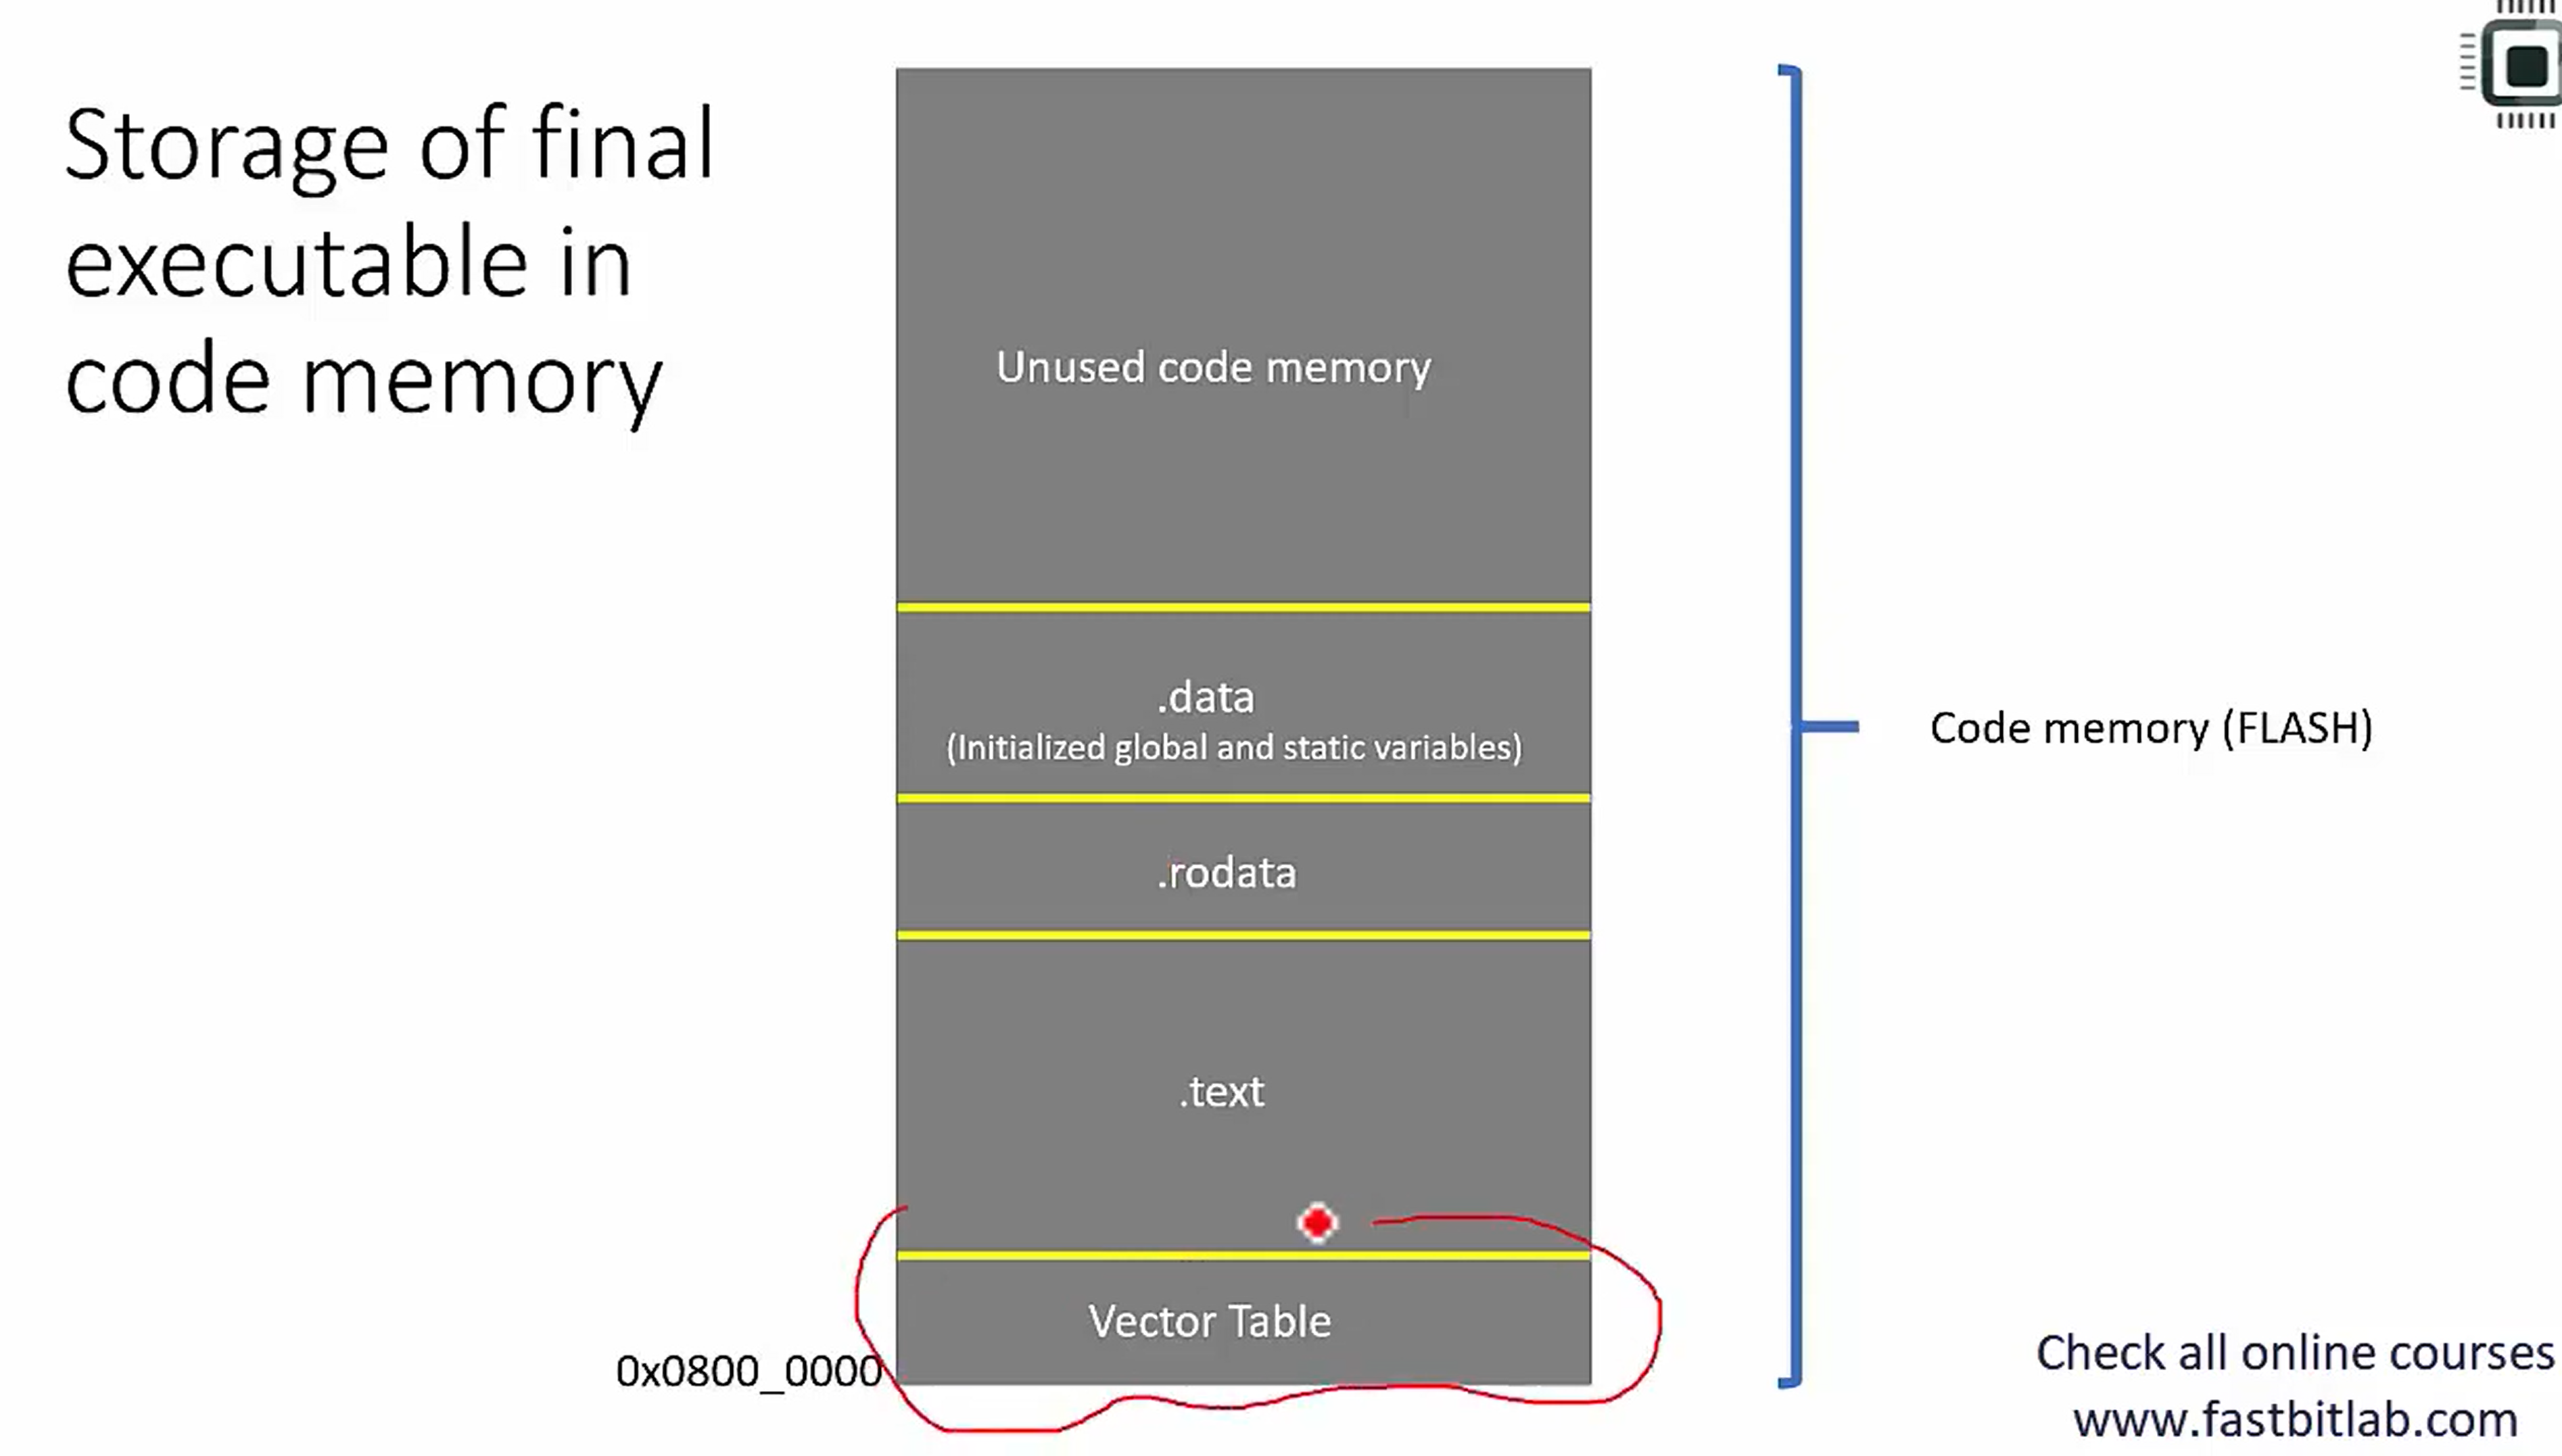 Storage of final
executable in
code memory
Unused code memory
.data
(Initialized global and static variables)
.rodata
.text
Vector Table
0x0800_0000
Code memory (FLASH)
Check all online courses
www.fastbitlab.com